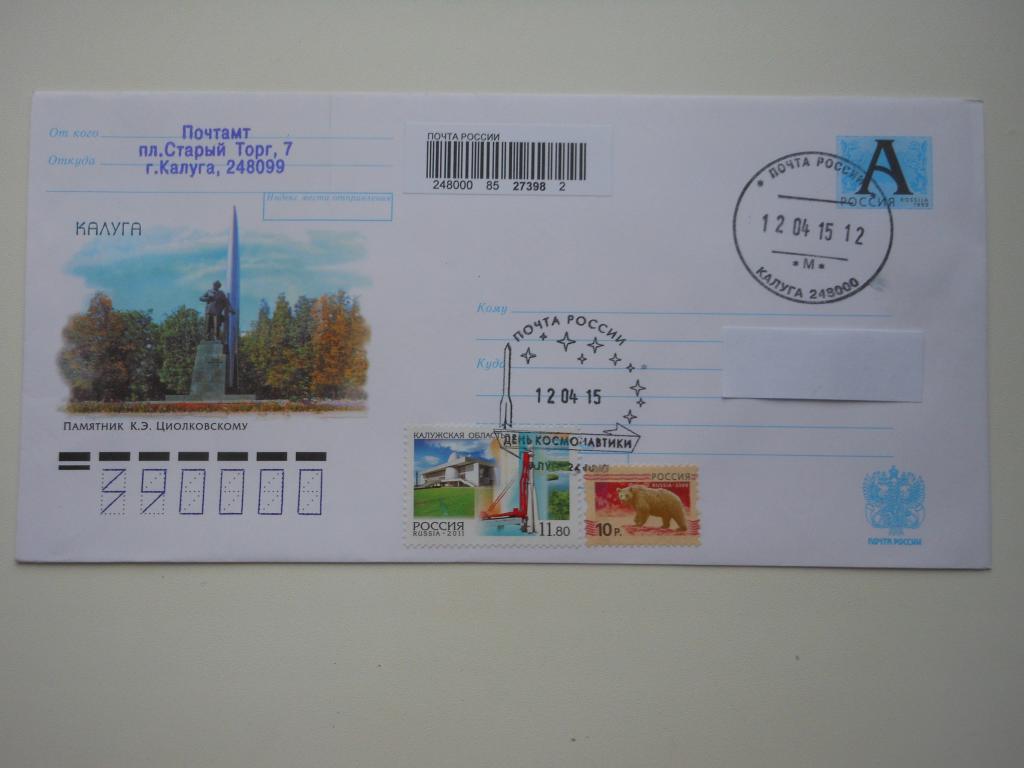 От кого
Почтамт
пл.Старый Торг, 7
Откуда
г.Калуга, 248099
Индекс места отправления
ПОЧТА РОССИИ
248000 85 27398 2
А
РОССИЯ
ROSSIJA
ПОЧТА РОССИИ
12 04 15 12
* М *
КАЛУГА 248000
КАЛУГА
Памятник К.Э. Циолковскому
Кому
Куда
ПОЧТА РОССИИ
12 04 15
ДЕНЬ КОСМОНАВТИКИ
КАЛУЖСКАЯ ОБЛАСТЬ
РОССИЯ
RUSSIA-2011
11.80
РОССИЯ
10 Р.
390000
ПОЧТА РОССИИ